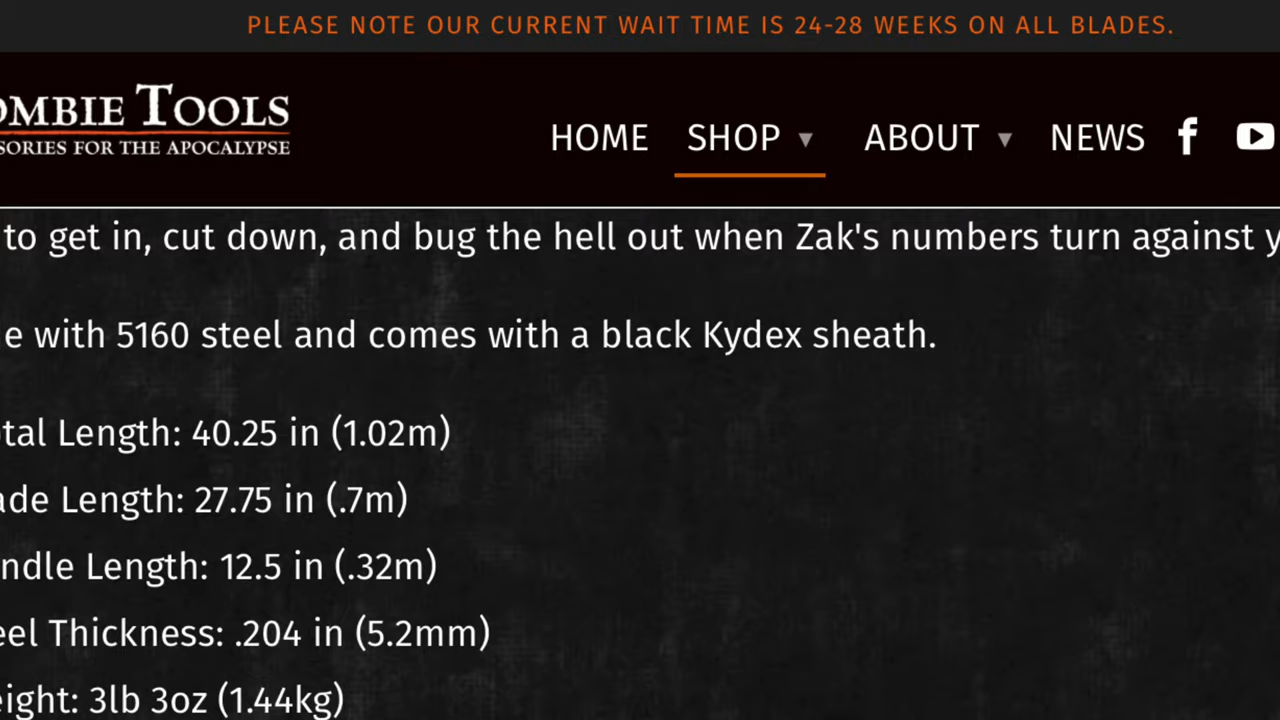 PLEASE NOTE OUR CURRENT WAIT TIME IS 24-28 WEEKS ON ALL BLADES.
OMBIE TOOLS
SORIES FOR THE APOCALYPSE
HOME SHOP ▼ ABOUT ▼ NEWS
to get in, cut down, and bug the hell out when Zak's numbers turn against y
e with 5160 steel and comes with a black Kydex sheath.
tal Length: 40.25 in (1.02m)
ade Length: 27.75 in (.7m)
ndle Length: 12.5 in (.32m)
eel Thickness: .204 in (5.2mm)
eight: 3lb 3oz (1.44kg)